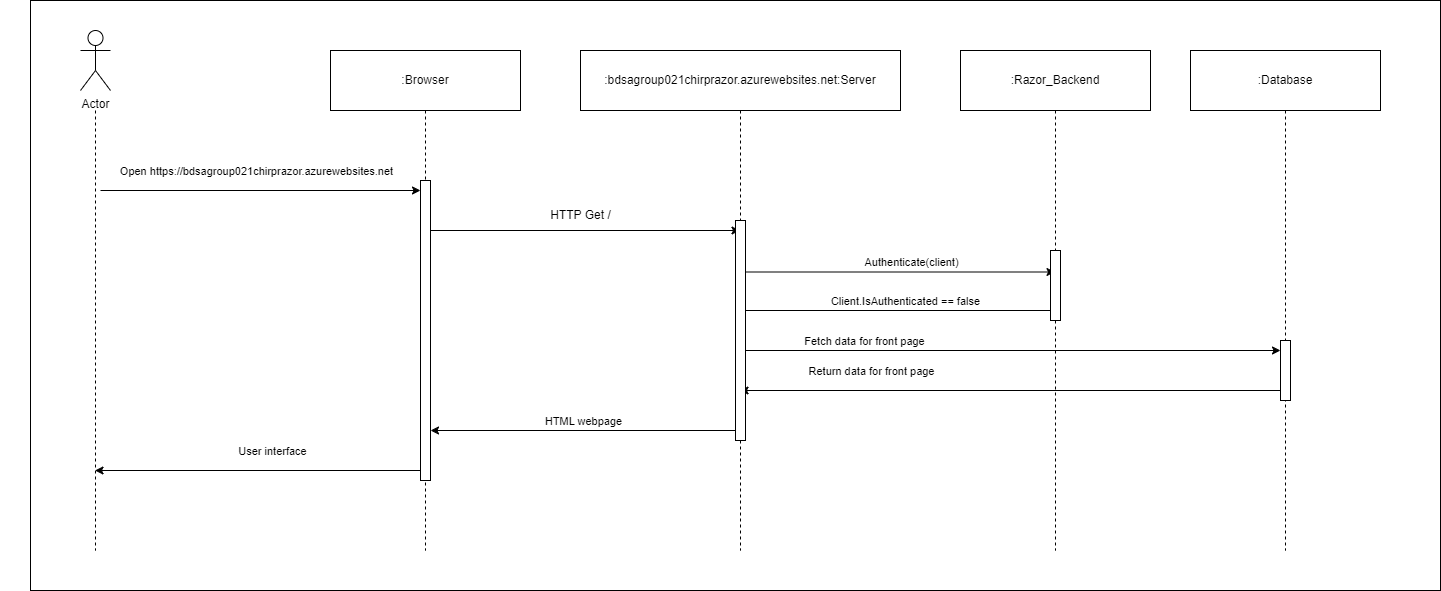 Actor
:Browser
:bdsagroup021chirprazor.azurewebsites.net:Server
:Razor_Backend
:Database
Open https://bdsagroup021chirprazor.azurewebsites.net
HTTP Get /
Authenticate(client)
Client.IsAuthenticated == false
Fetch data for front page
Return data for front page
HTML webpage
User interface